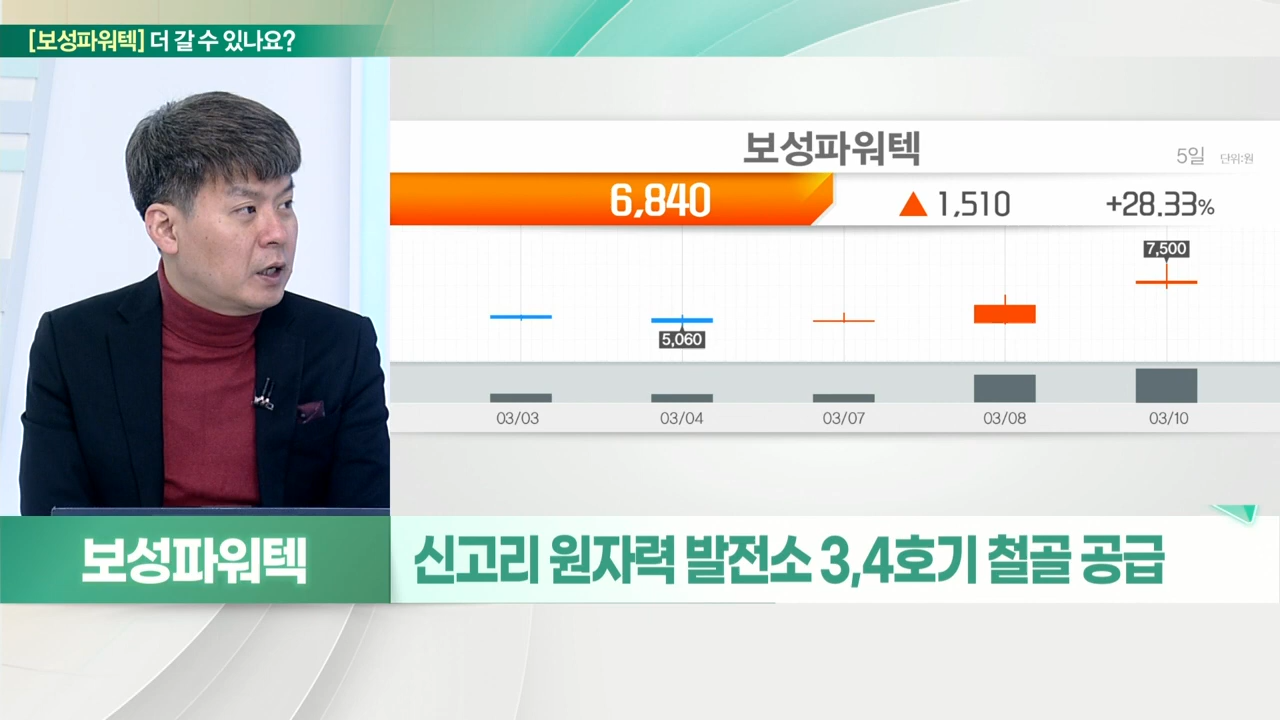 [보성파워텍] 더 갈 수 있나요?
보성파워텍
5일 단위:원
6,840 ▲ 1,510 +28.33%
7,500
5,060
03/03 03/04 03/07 03/08 03/10
보성파워텍
신고리 원자력 발전소 3,4호기 철골 공급